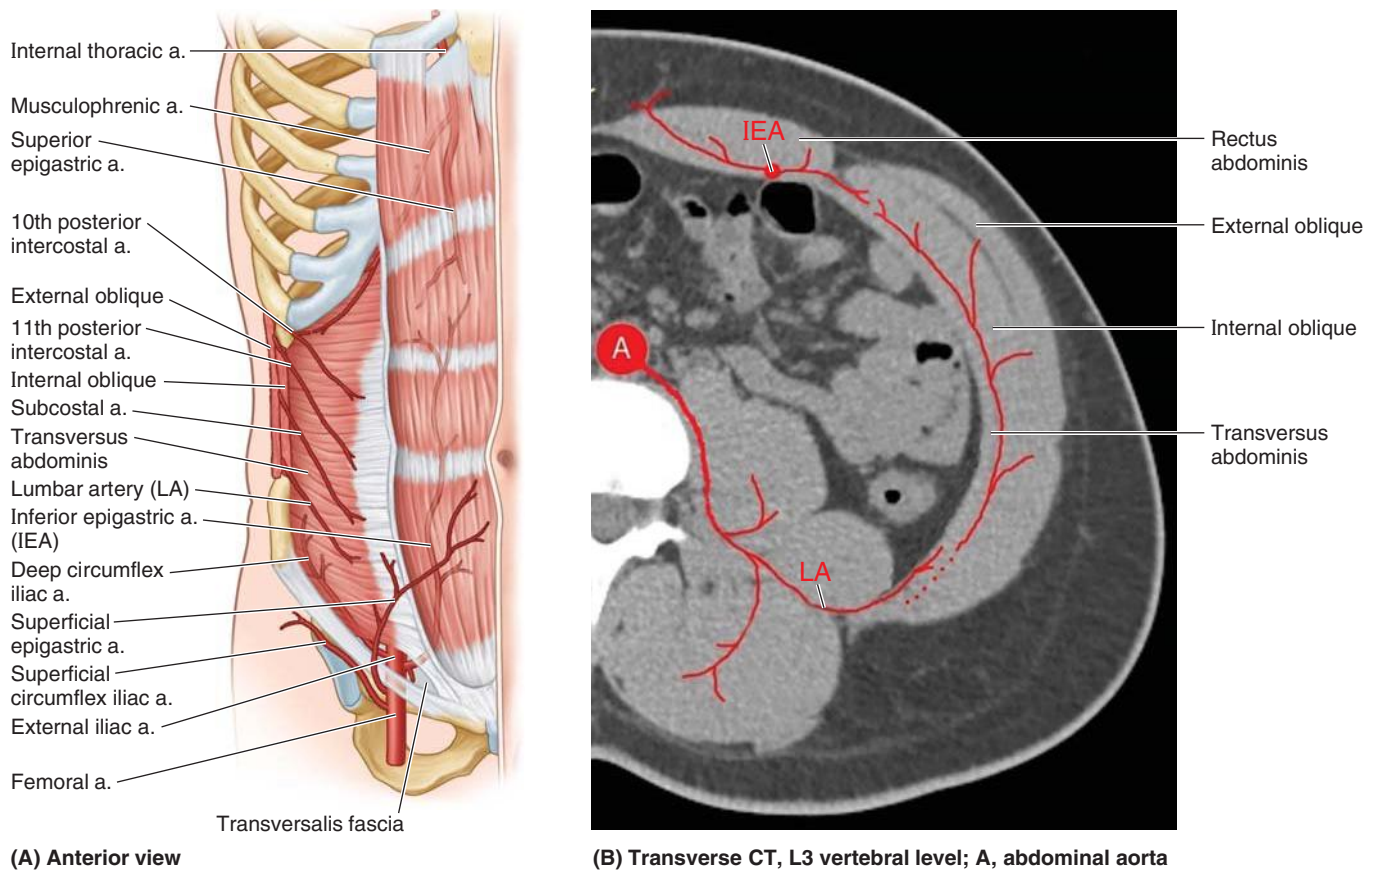 Internal thoracic a.
Musculophrenic a.
Superior
epigastric a.
10th posterior
intercostal a.
External oblique
11th posterior
intercostal a.
Internal oblique
Subcostal a.
Transversus
abdominis
Lumbar artery (LA)
Inferior epigastric a.
(IEA)
Deep circumflex
iliac a.
Superficial
epigastric a.
Superficial
circumflex iliac a.
External iliac a.
Femoral a.
Transversalis fascia
(A) Anterior view
IEA
A
LA
Rectus
abdominis
External oblique
Internal oblique
Transversus
abdominis
(B) Transverse CT, L3 vertebral level; A, abdominal aorta